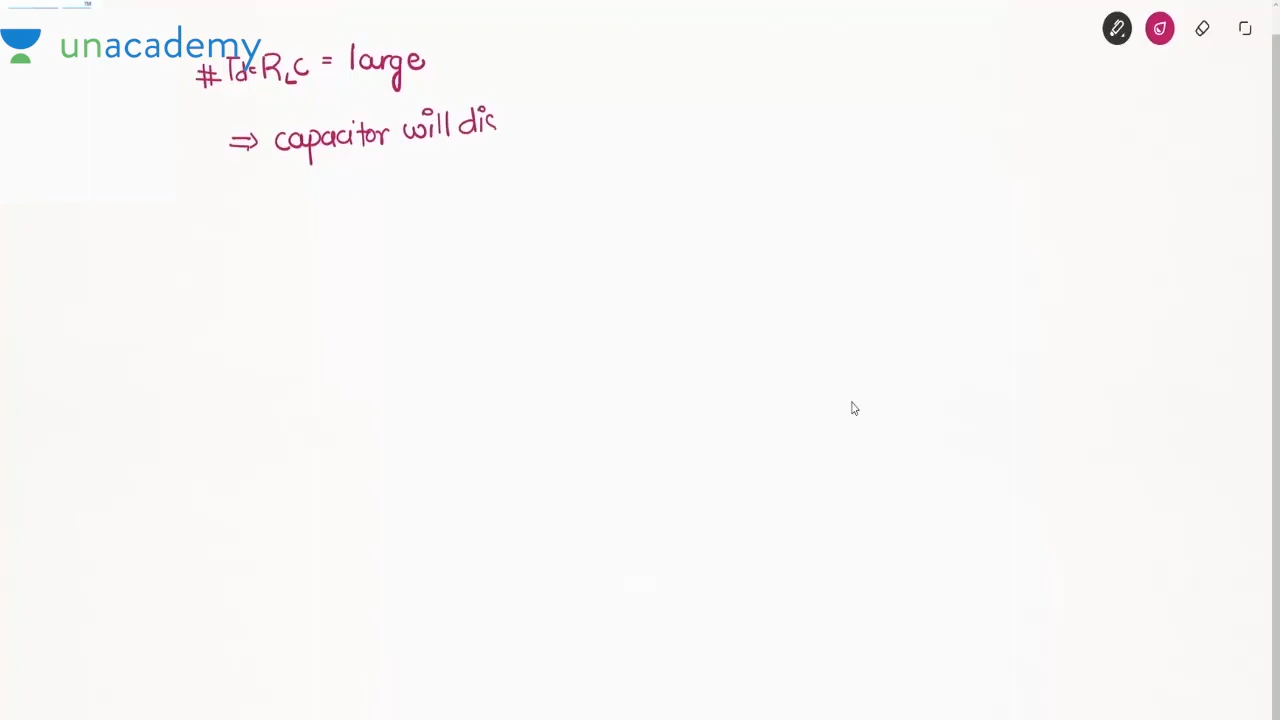 unacademy
# Td = RLC = large
⇒ capacitor will dis